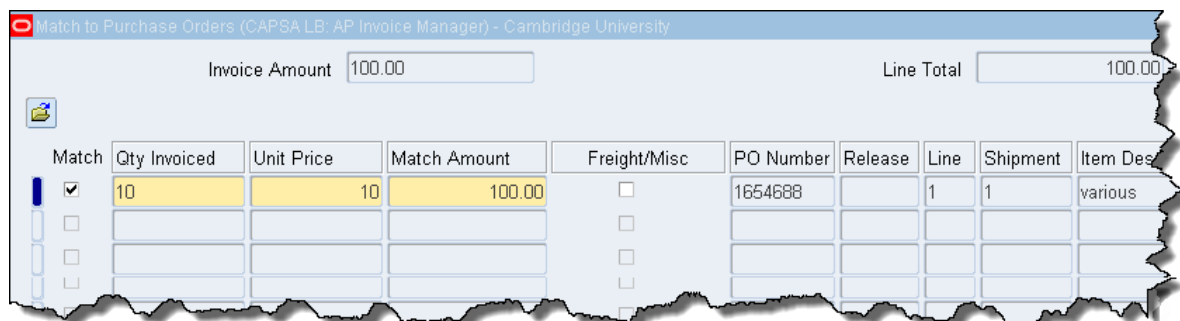 Match to Purchase Orders (CAPSA LB: AP Invoice Manager) - Cambridge University
Invoice Amount 100.00 Line Total 100.00
Match Qty Invoiced Unit Price Match Amount Freight/Misc PO Number Release Line Shipment Item Des
10 10 100.00 1654688 1 1 various